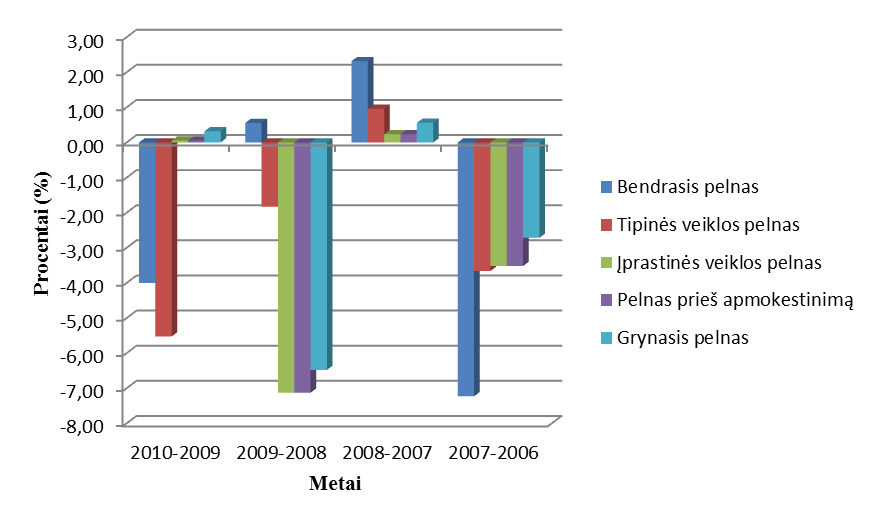 3,00
2,00
1,00
0,00
-1,00
-2,00
-3,00
-4,00
-5,00
-6,00
-7,00
-8,00
Procentai (%)
2010-2009 2009-2008 2008-2007 2007-2006
Metai
Bendrasis pelnas
Tipinės veiklos pelnas
Įprastinės veiklos pelnas
Pelnas prieš apmokestinimą
Grynasis pelnas